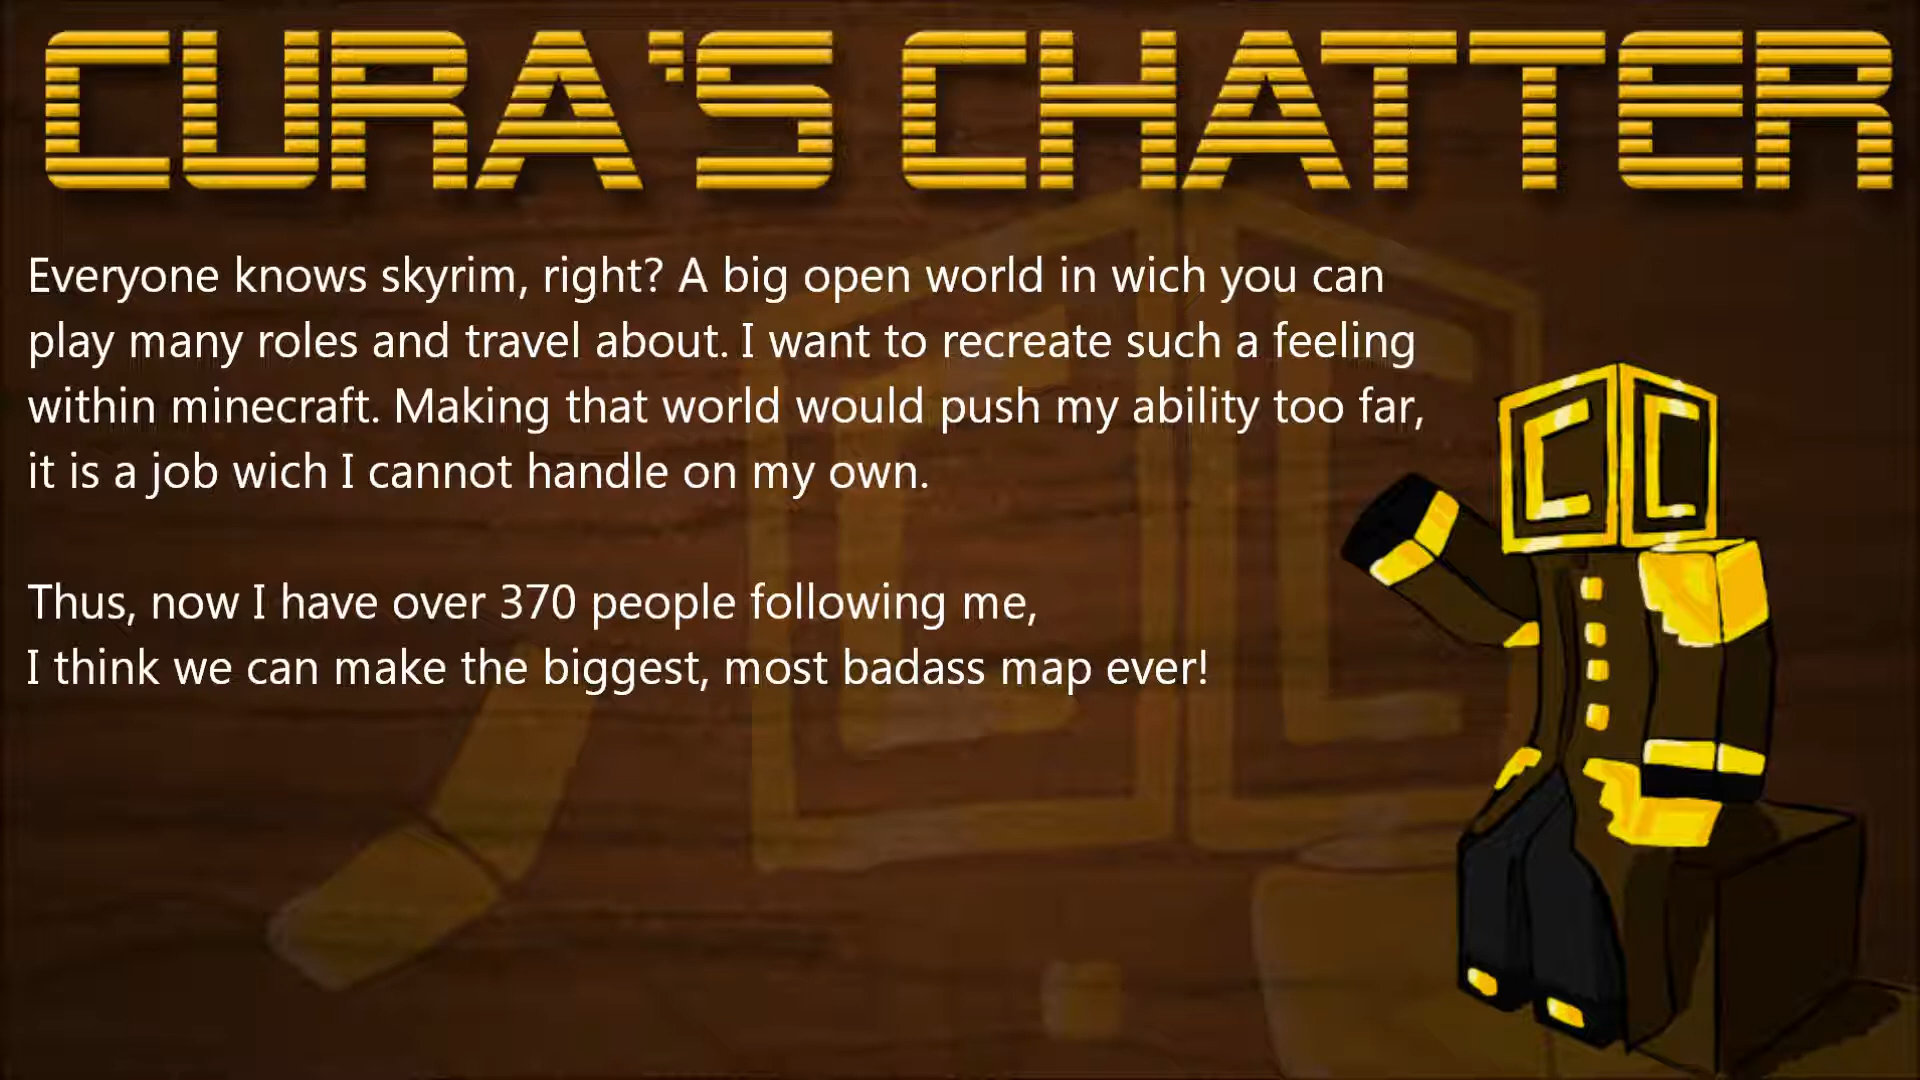 CURA'S CHATTER
Everyone knows skyrim, right? A big open world in wich you can
play many roles and travel about. I want to recreate such a feeling
within minecraft. Making that world would push my ability too far,
it is a job wich I cannot handle on my own.
Thus, now I have over 370 people following me,
I think we can make the biggest, most badass map ever!
CC